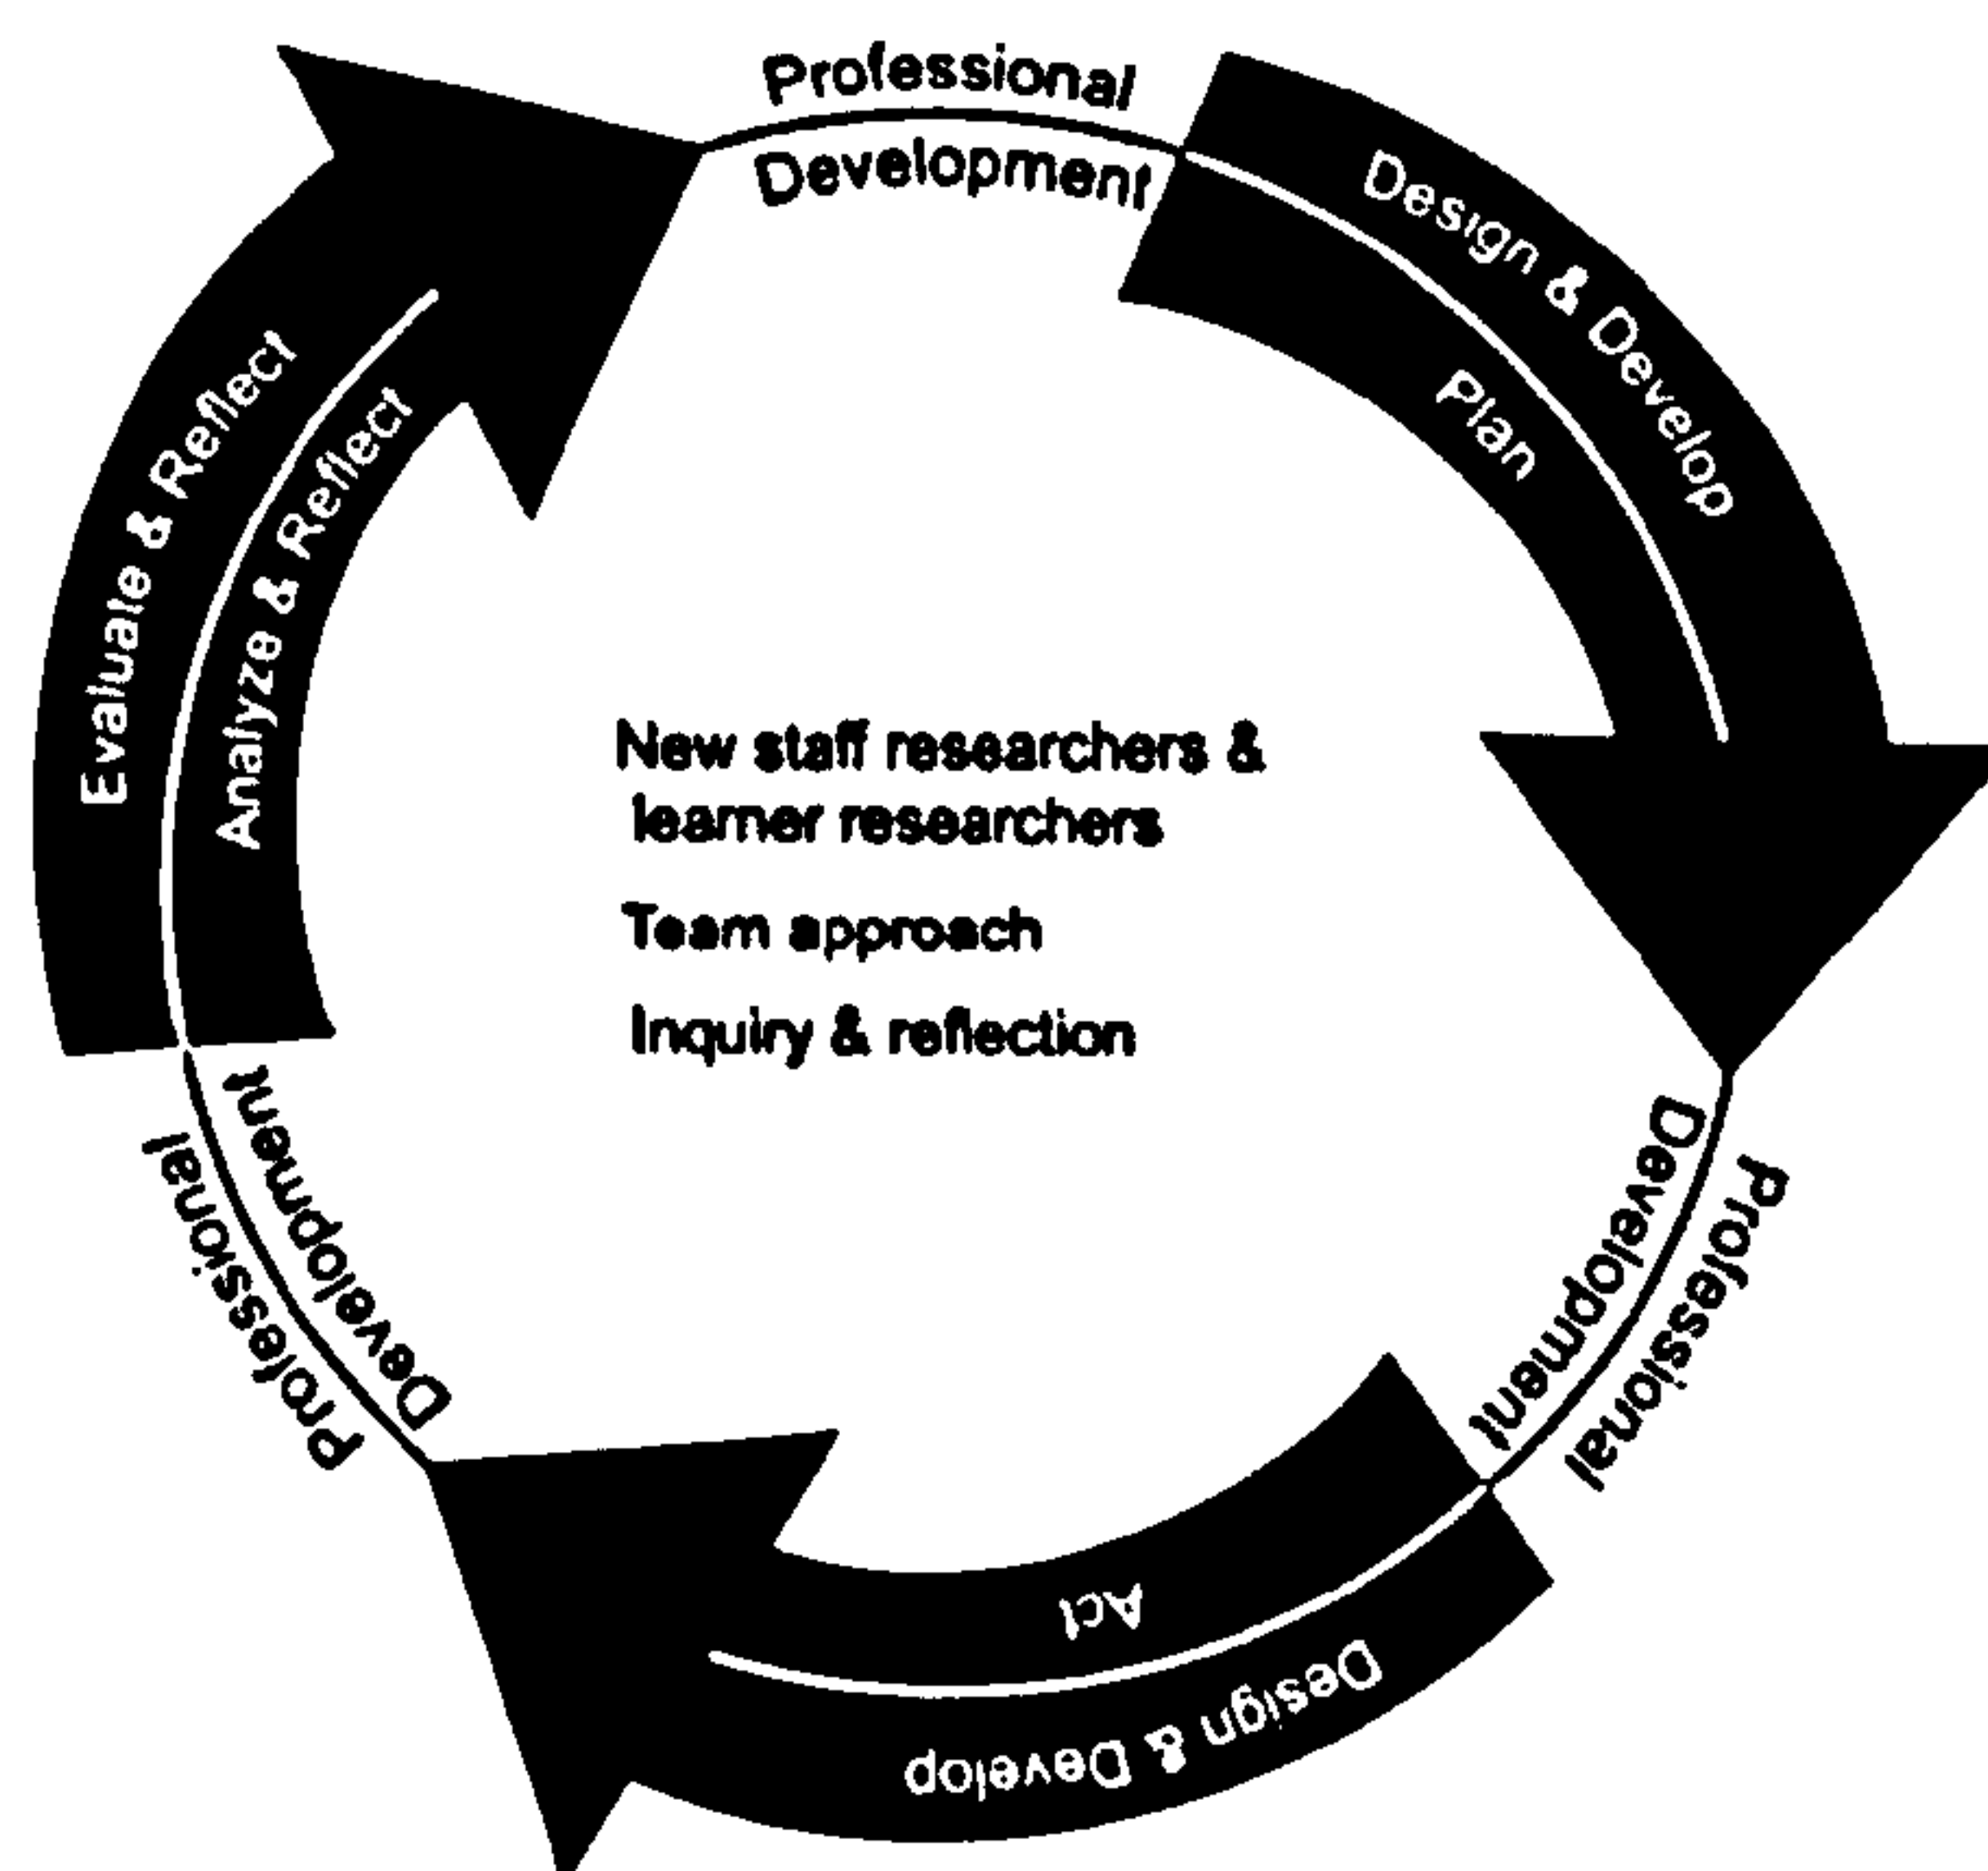 Professional
Development
Design & Develop
Plan
Professional
Development
Design & Develop
Act
Professional
Development
Evaluate & Reflect
Analyze & Reflect
New staff researchers &
learner researchers
Team approach
Inquiry & reflection